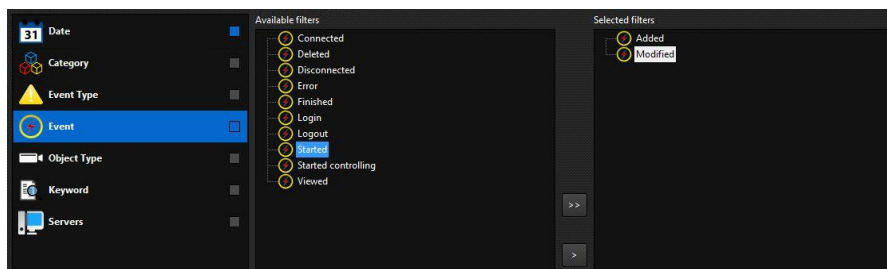 31
Date
Category
Event Type
Event
Object Type
Keyword
Servers
Available filters
Connected
Deleted
Disconnected
Error
Finished
Login
Logout
Started
Started controlling
Viewed
>>
>
Selected filters
Added
Modified